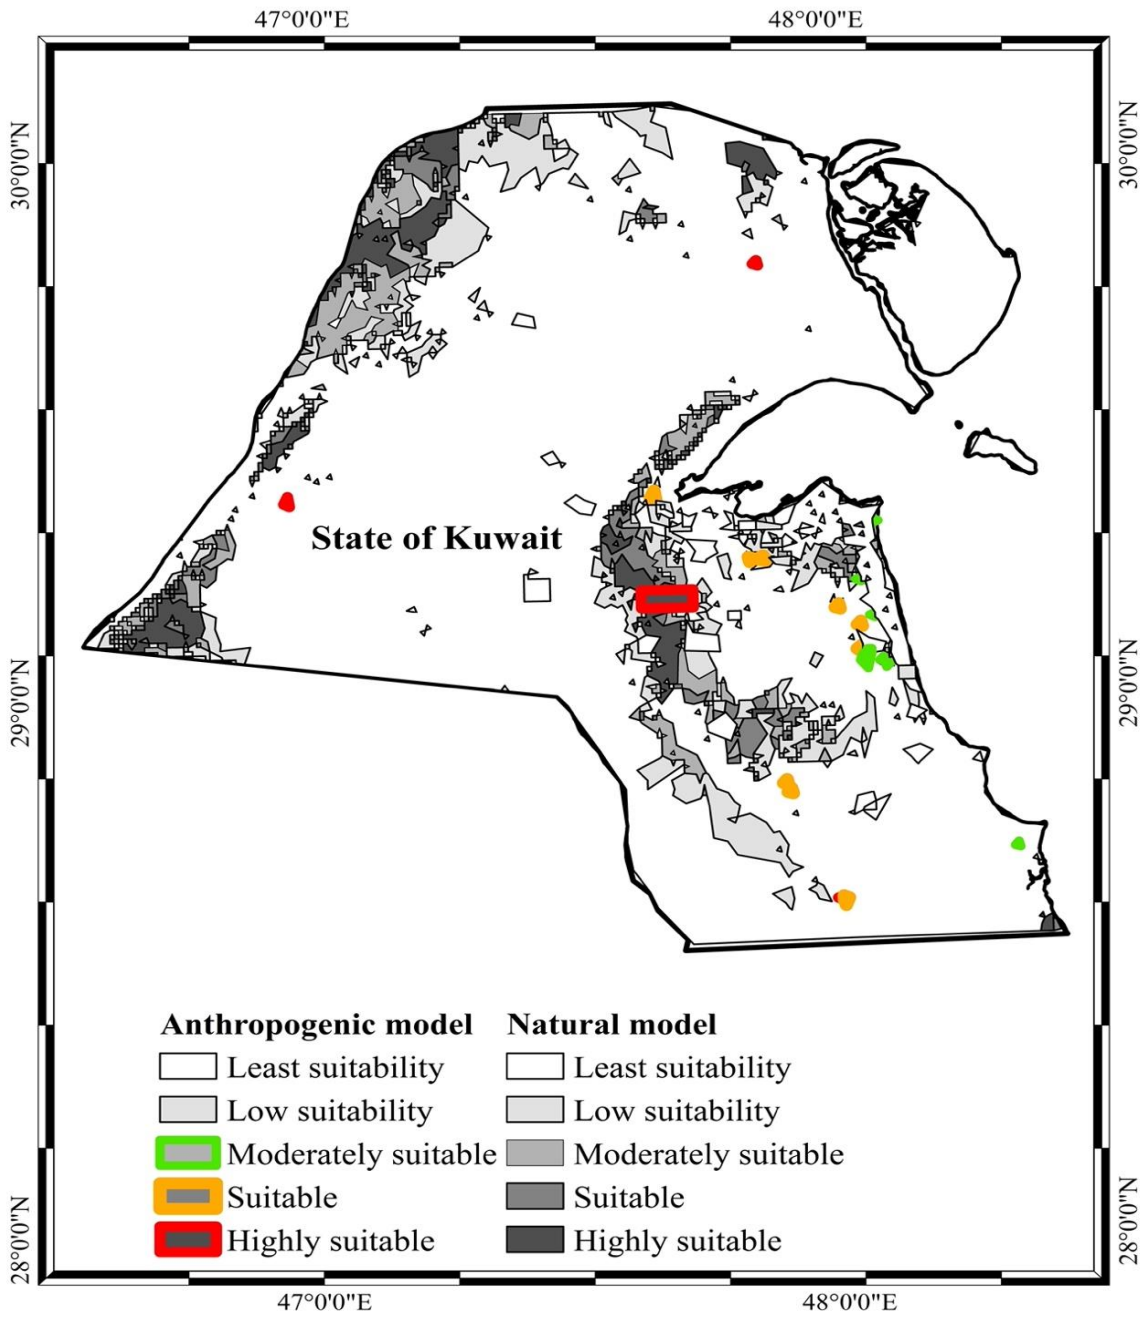 47°0'0"E 48°0'0"E
30°0'0"N 30°0'0"N
State of Kuwait
29°0'0"N 29°0'0"N
Anthropogenic model Natural model
Least suitability Least suitability
Low suitability Low suitability
Moderately suitable Moderately suitable
Suitable Suitable
Highly suitable Highly suitable
28°0'0"N 28°0'0"N
47°0'0"E 48°0'0"E